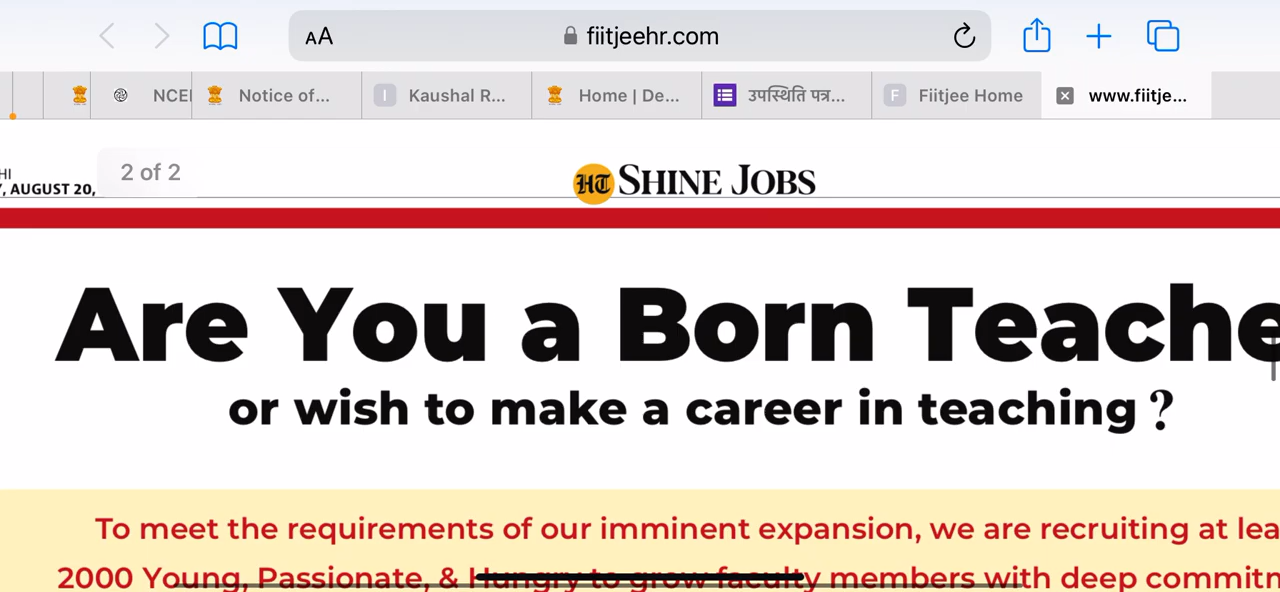 AA fiitjeehr.com
NCEI Notice of... I Kaushal R... Home | De... उपस्थिति पत्र... F Fiitjee Home www.fiitje...
HI
, AUGUST 20,
2 of 2
HT SHINE JOBS
Are You a Born Teache
or wish to make a career in teaching ?
To meet the requirements of our imminent expansion, we are recruiting at lea
2000 Young, Passionate, & Hungry to grow faculty members with deep commitn